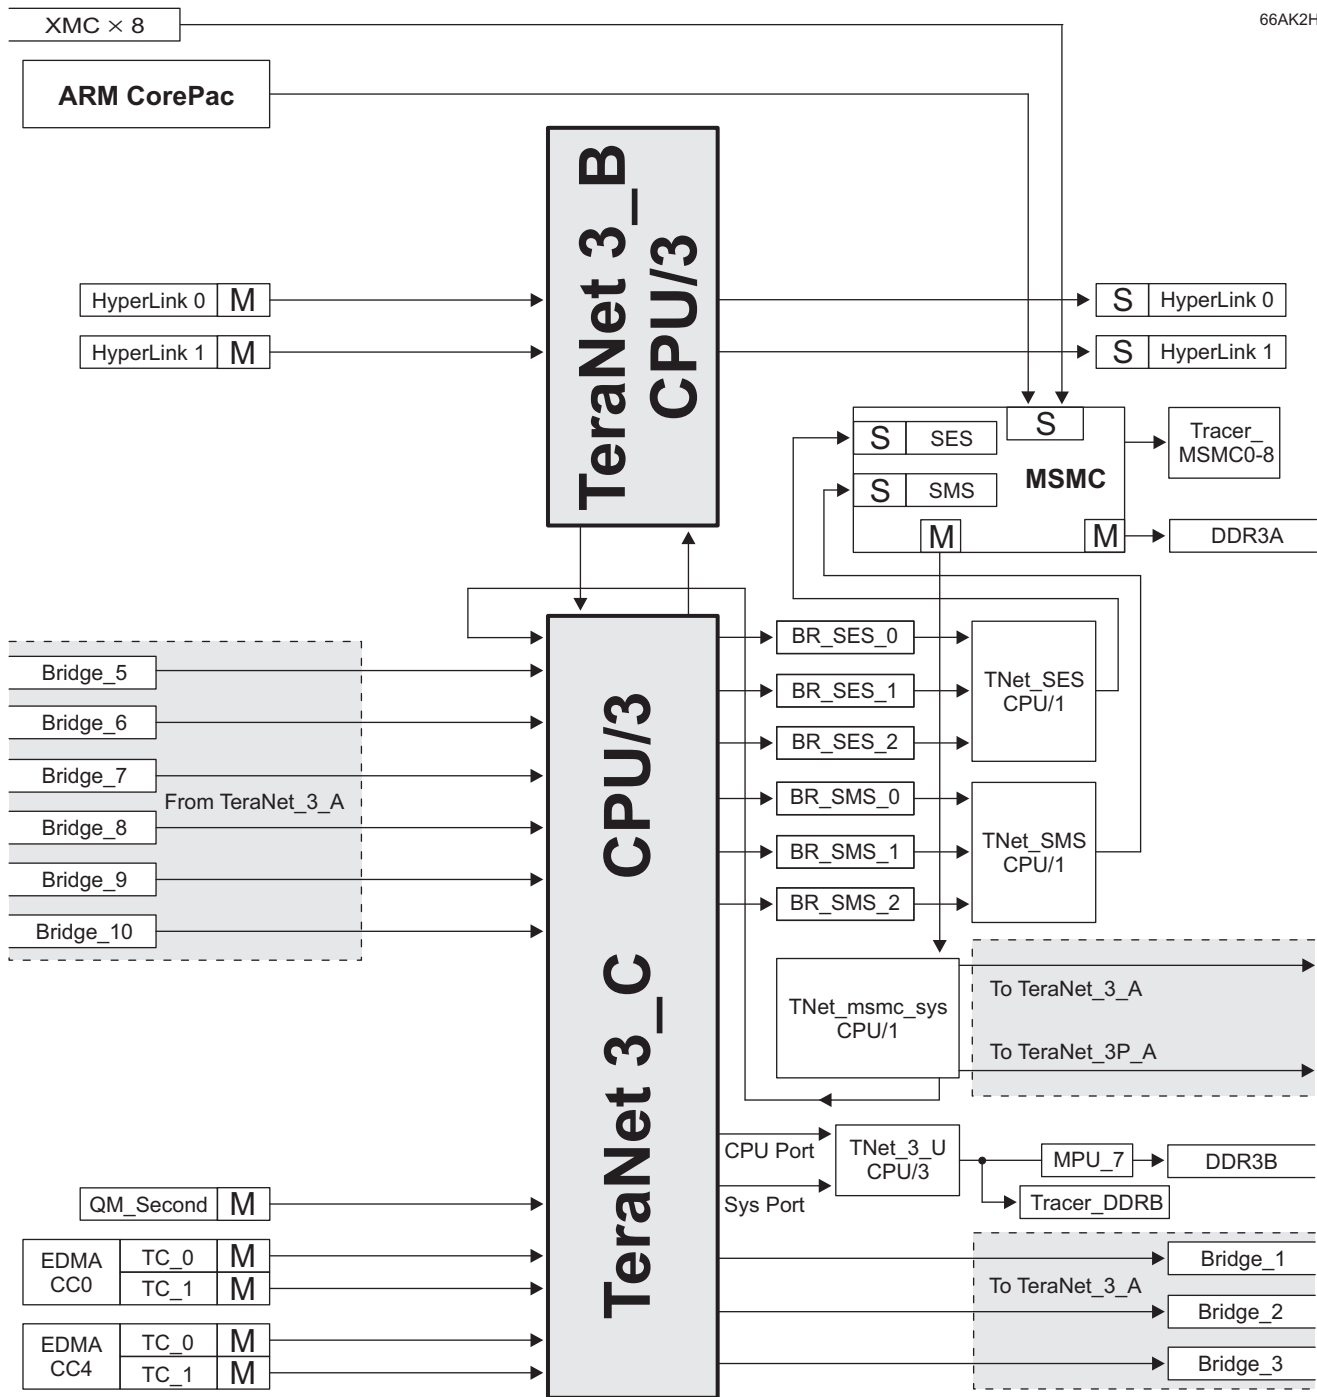 XMC × 8
66AK2H
ARM CorePac
TeraNet 3_B
CPU/3
HyperLink 0 M
HyperLink 1 M
S HyperLink 0
S HyperLink 1
S
S SES
S SMS
MSMC
M
M
Tracer_
MSMC0-8
DDR3A
Bridge_5
Bridge_6
Bridge_7
From TeraNet_3_A
Bridge_8
Bridge_9
Bridge_10
TeraNet 3_C CPU/3
BR_SES_0
BR_SES_1
BR_SES_2
TNet_SES
CPU/1
BR_SMS_0
BR_SMS_1
BR_SMS_2
TNet_SMS
CPU/1
TNet_msmc_sys
CPU/1
To TeraNet_3_A
To TeraNet_3P_A
CPU Port
Sys Port
TNet_3_U
CPU/3
MPU_7
DDR3B
Tracer_DDRB
QM_Second M
EDMA
CC0
TC_0 M
TC_1 M
EDMA
CC4
TC_0 M
TC_1 M
To TeraNet_3_A
Bridge_1
Bridge_2
Bridge_3